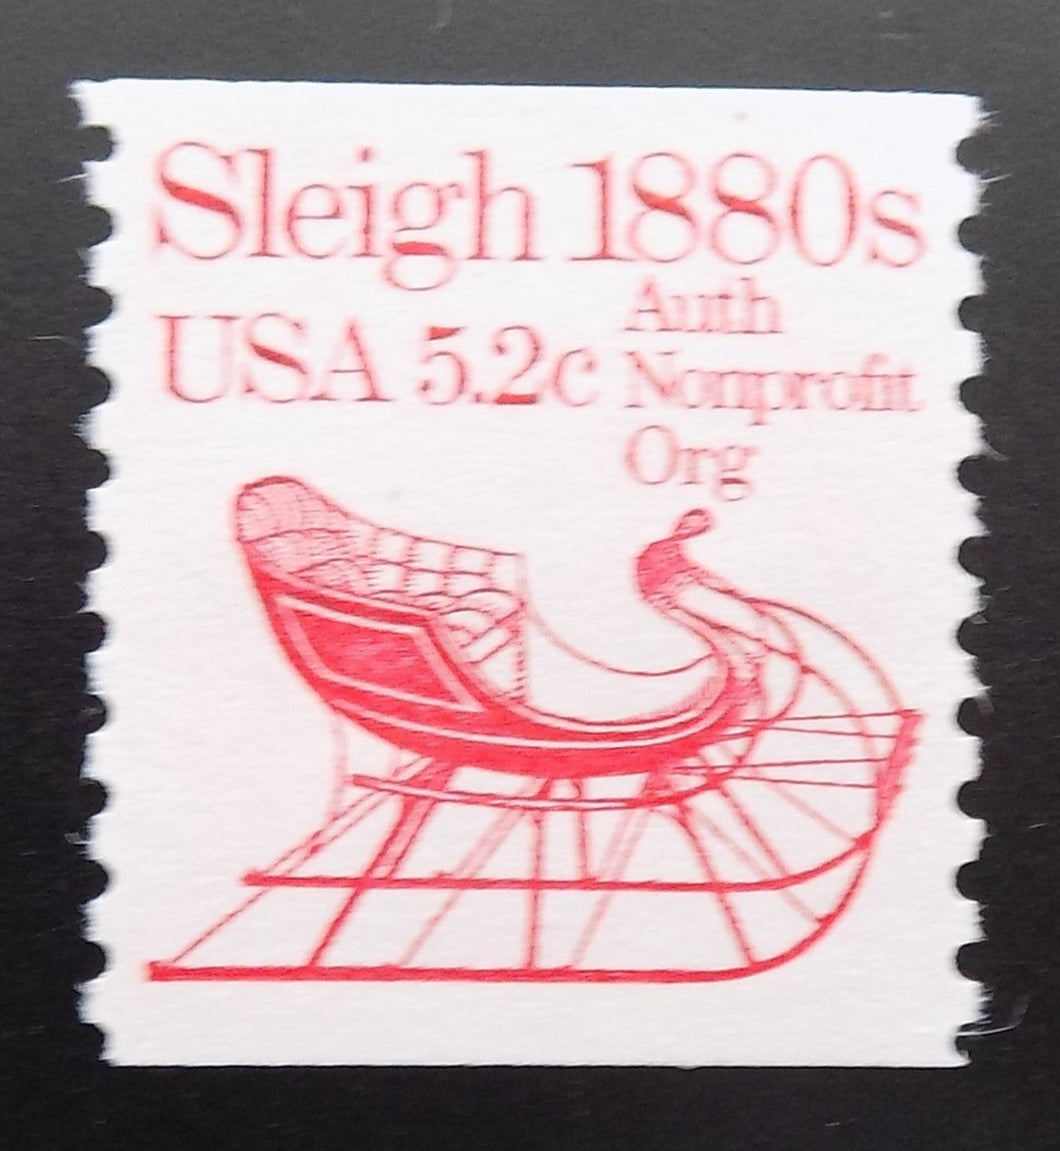 Sleigh 1880s
USA 5.2c
Auth
Nonprofit
Org